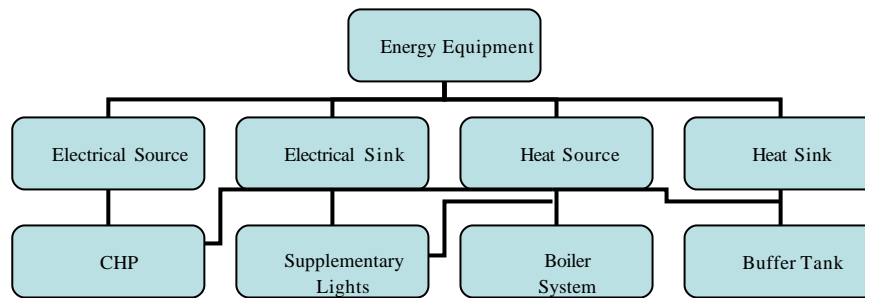 Energy Equipment
Electrical Source
Electrical Sink
Heat Source
Heat Sink
CHP
Supplementary
Lights
Boiler
System
Buffer Tank